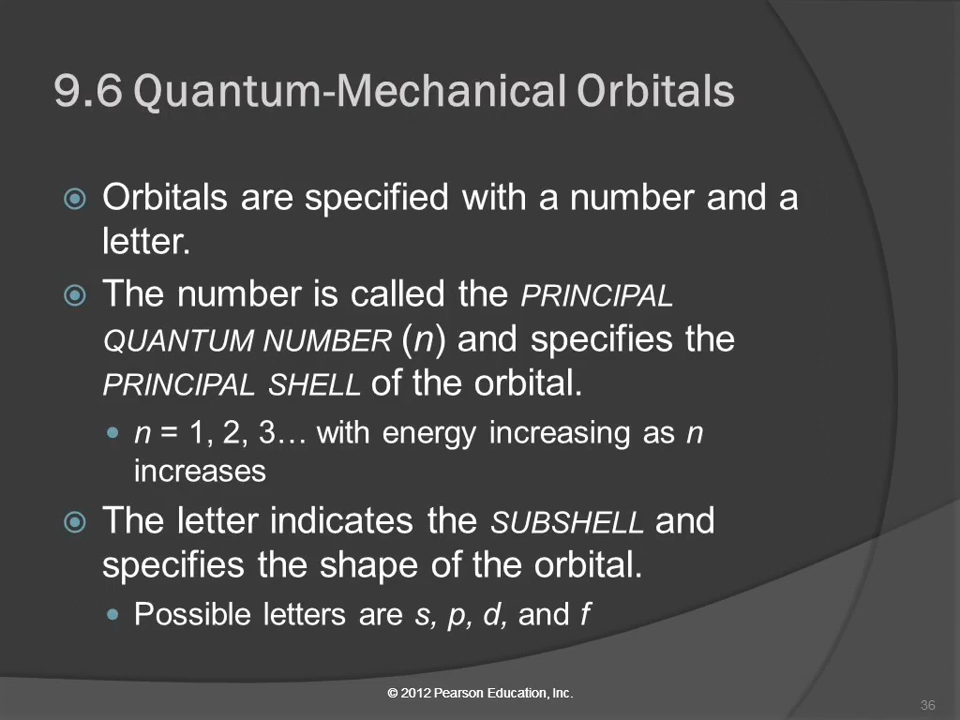 9.6 Quantum-Mechanical Orbitals
Orbitals are specified with a number and a
letter.
The number is called the PRINCIPAL
QUANTUM NUMBER (n) and specifies the
PRINCIPAL SHELL of the orbital.
n = 1, 2, 3… with energy increasing as n
increases
The letter indicates the SUBSHELL and
specifies the shape of the orbital.
Possible letters are s, p, d, and f
© 2012 Pearson Education, Inc.
36